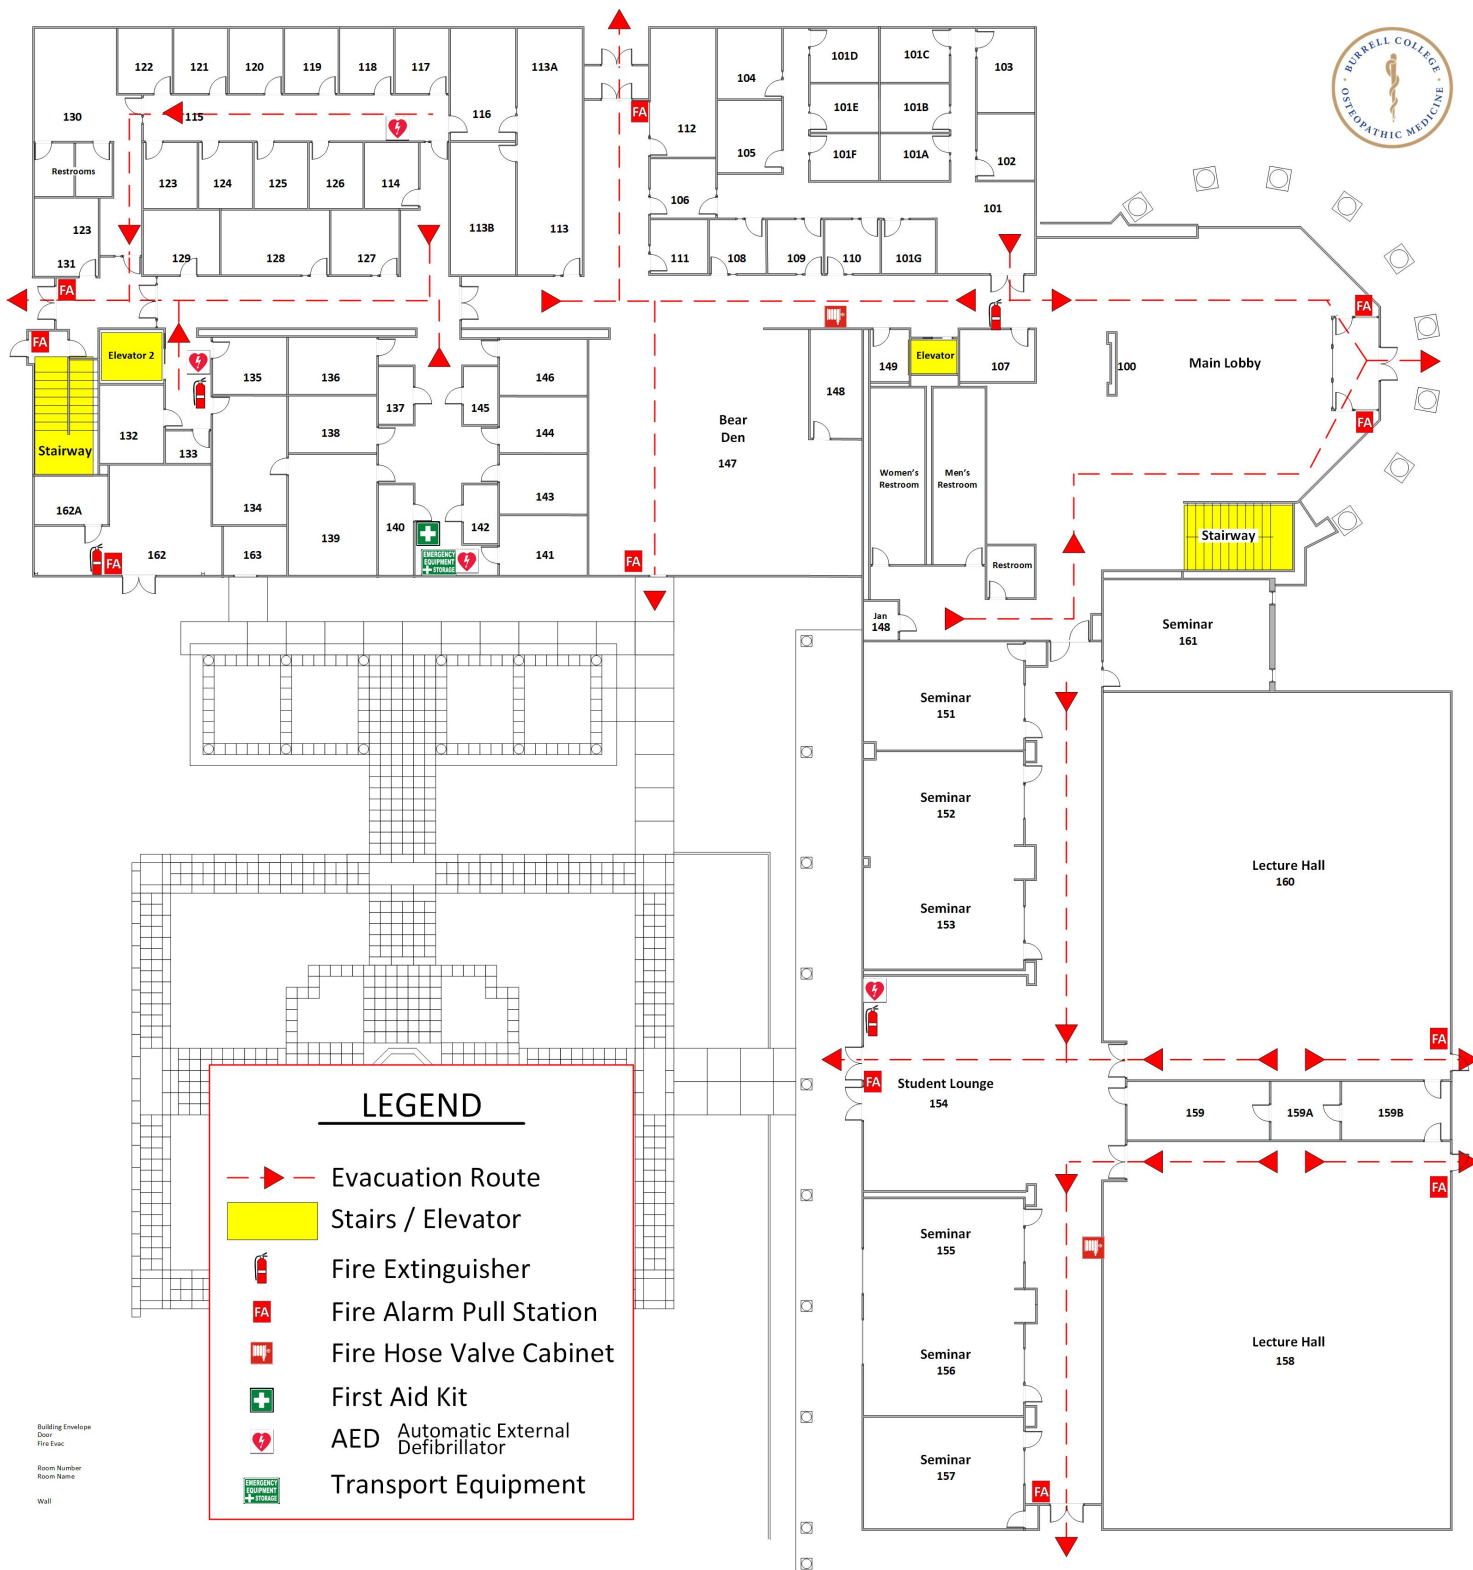 BURRELL COLLEGE
OSTEOPATHIC MEDICINE
122
121
120
119
118
117
116
113A
112
104
101D
101C
103
130
115
FA
101E
101B
105
101F
101A
102
Restrooms
123
124
125
126
114
106
101
123
131
129
128
127
113B
113
111
108
109
110
101G
FA
FA
FA
Elevator 2
135
136
137
145
146
148
149
Elevator
107
100
Main Lobby
FA
Stairway
132
133
138
144
Bear
Den
147
Women's
Restroom
Men's
Restroom
162A
134
139
140
142
143
Stairway
FA
162
163
EMERGENCY
EQUIPMENT
STORAGE
141
FA
Restroom
Jan
148
Seminar
161
Seminar
151
Seminar
152
Seminar
153
Lecture Hall
160
FA
FA
Student Lounge
154
159
159A
159B
FA
Seminar
155
Seminar
156
Lecture Hall
158
Seminar
157
FA
LEGEND
Evacuation Route
Stairs / Elevator
Fire Extinguisher
FA
Fire Alarm Pull Station
Fire Hose Valve Cabinet
First Aid Kit
AED Automatic External
Defibrillator
EMERGENCY
EQUIPMENT
STORAGE
Transport Equipment
Building Envelope
Door
Fire Evac
Room Number
Room Name
Wall